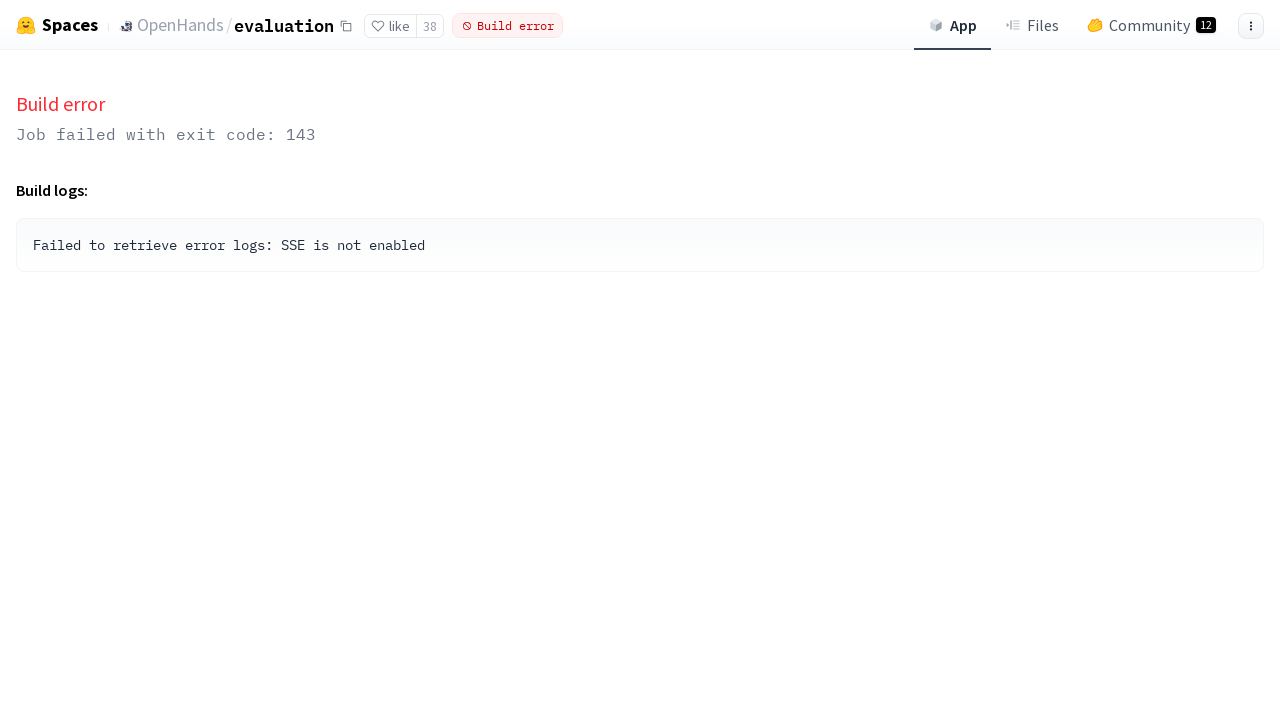 Spaces OpenHands/evaluation like 38 Build error App Files Community 12
Build error
Job failed with exit code: 143
Build logs:
Failed to retrieve error logs: SSE is not enabled